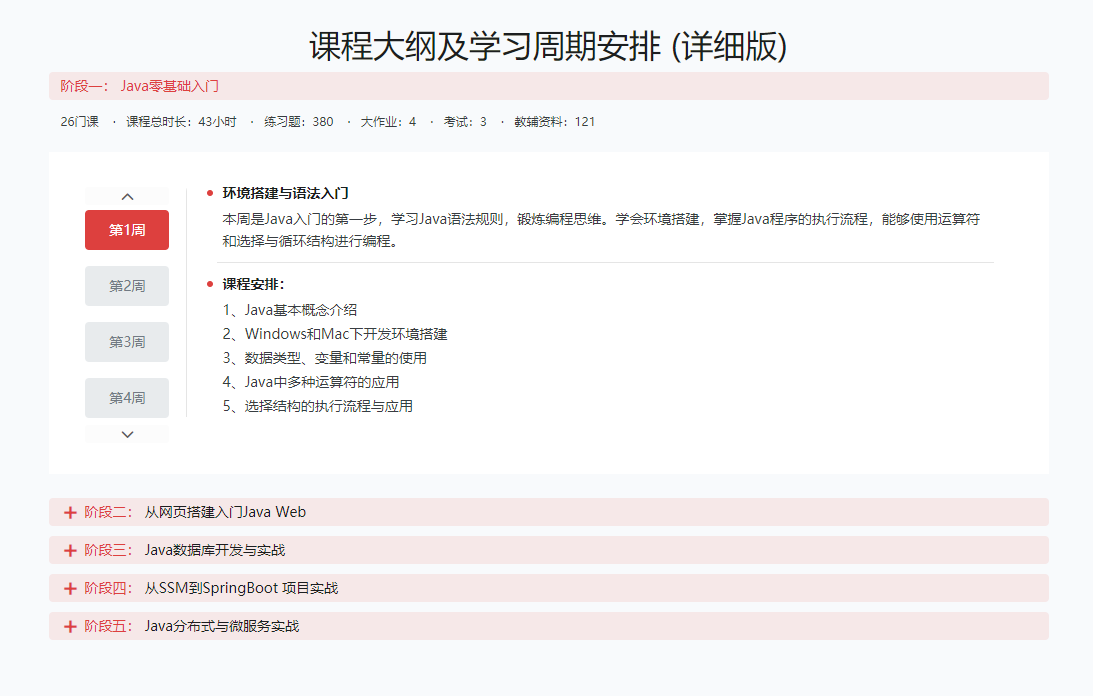 课程大纲及学习周期安排 (详细版)
阶段一： Java零基础入门
26门课 · 课程总时长：43小时 · 练习题：380 · 大作业：4 · 考试：3 · 教辅资料：121
第1周
第2周
第3周
第4周
环境搭建与语法入门
本周是Java入门的第一步，学习Java语法规则，锻炼编程思维。学会环境搭建，掌握Java程序的执行流程，能够使用运算符
和选择与循环结构进行编程。
课程安排：
1、Java基本概念介绍
2、Windows和Mac下开发环境搭建
3、数据类型、变量和常量的使用
4、Java中多种运算符的应用
5、选择结构的执行流程与应用
阶段二： 从网页搭建入门Java Web
阶段三： Java数据库开发与实战
阶段四： 从SSM到SpringBoot 项目实战
阶段五： Java分布式与微服务实战